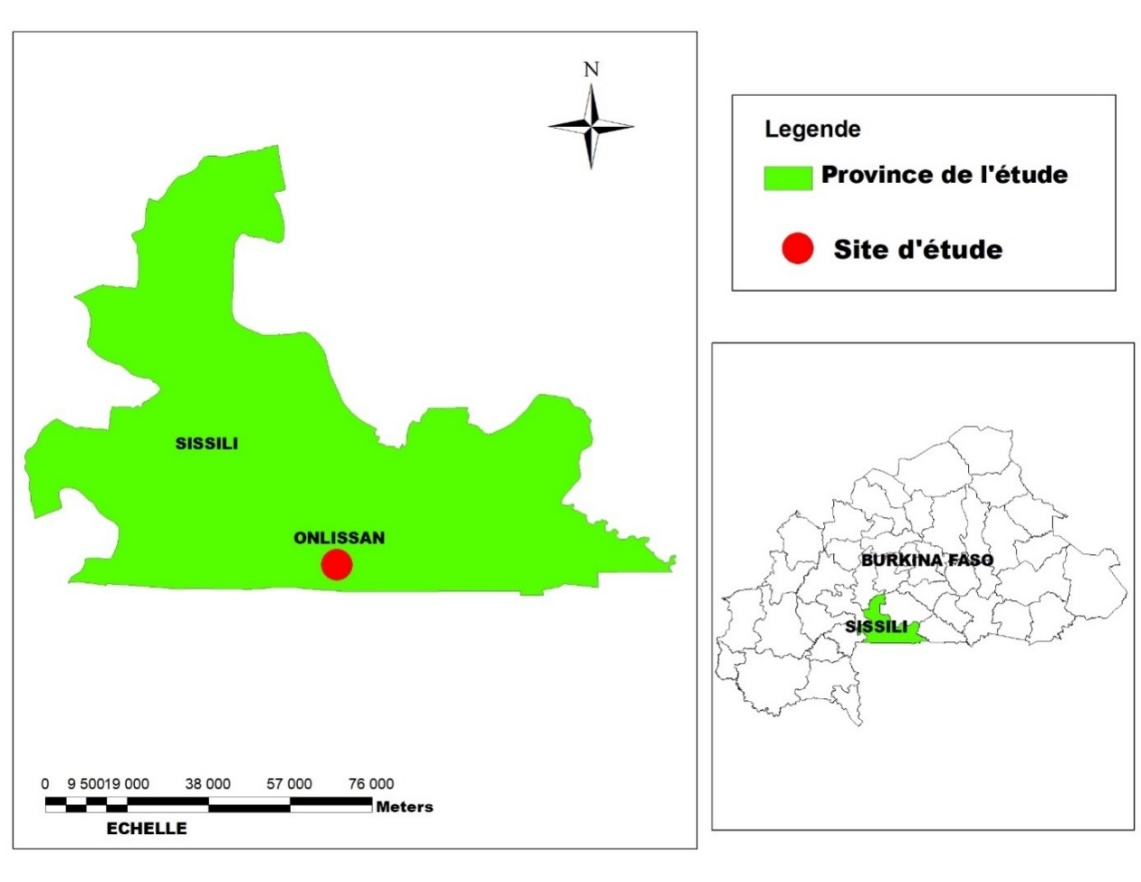 N
SISSILI
ONLISSAN
0 9 50019 000 38 000 57 000 76 000
Meters
ECHELLE
Legende
Province de l'étude
Site d'étude
BURKINA FASO
SISSILI